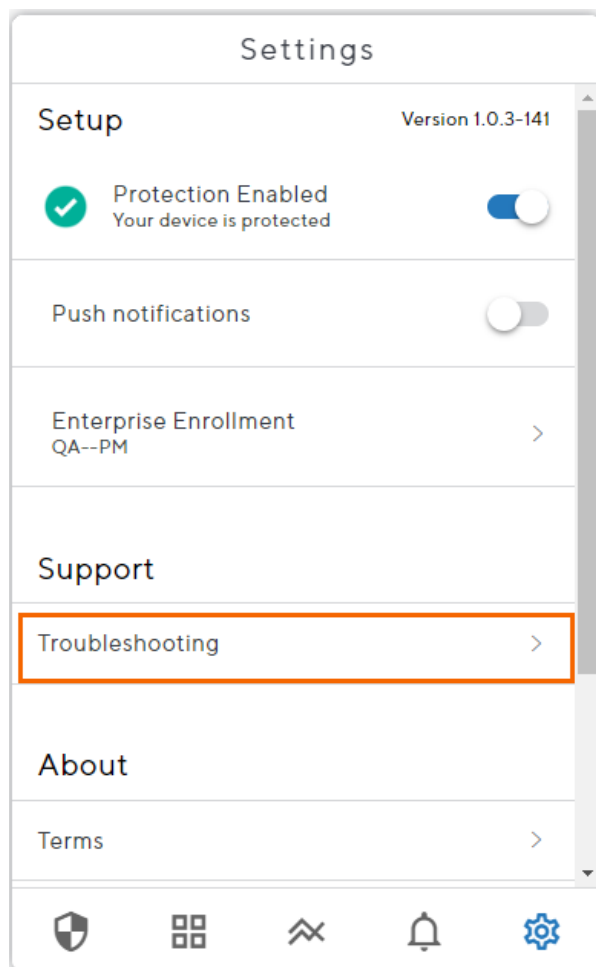 Settings
Setup
Version 1.0.3-141
Protection Enabled
Your device is protected
Push notifications
Enterprise Enrollment
QA--PM
Support
Troubleshooting
About
Terms